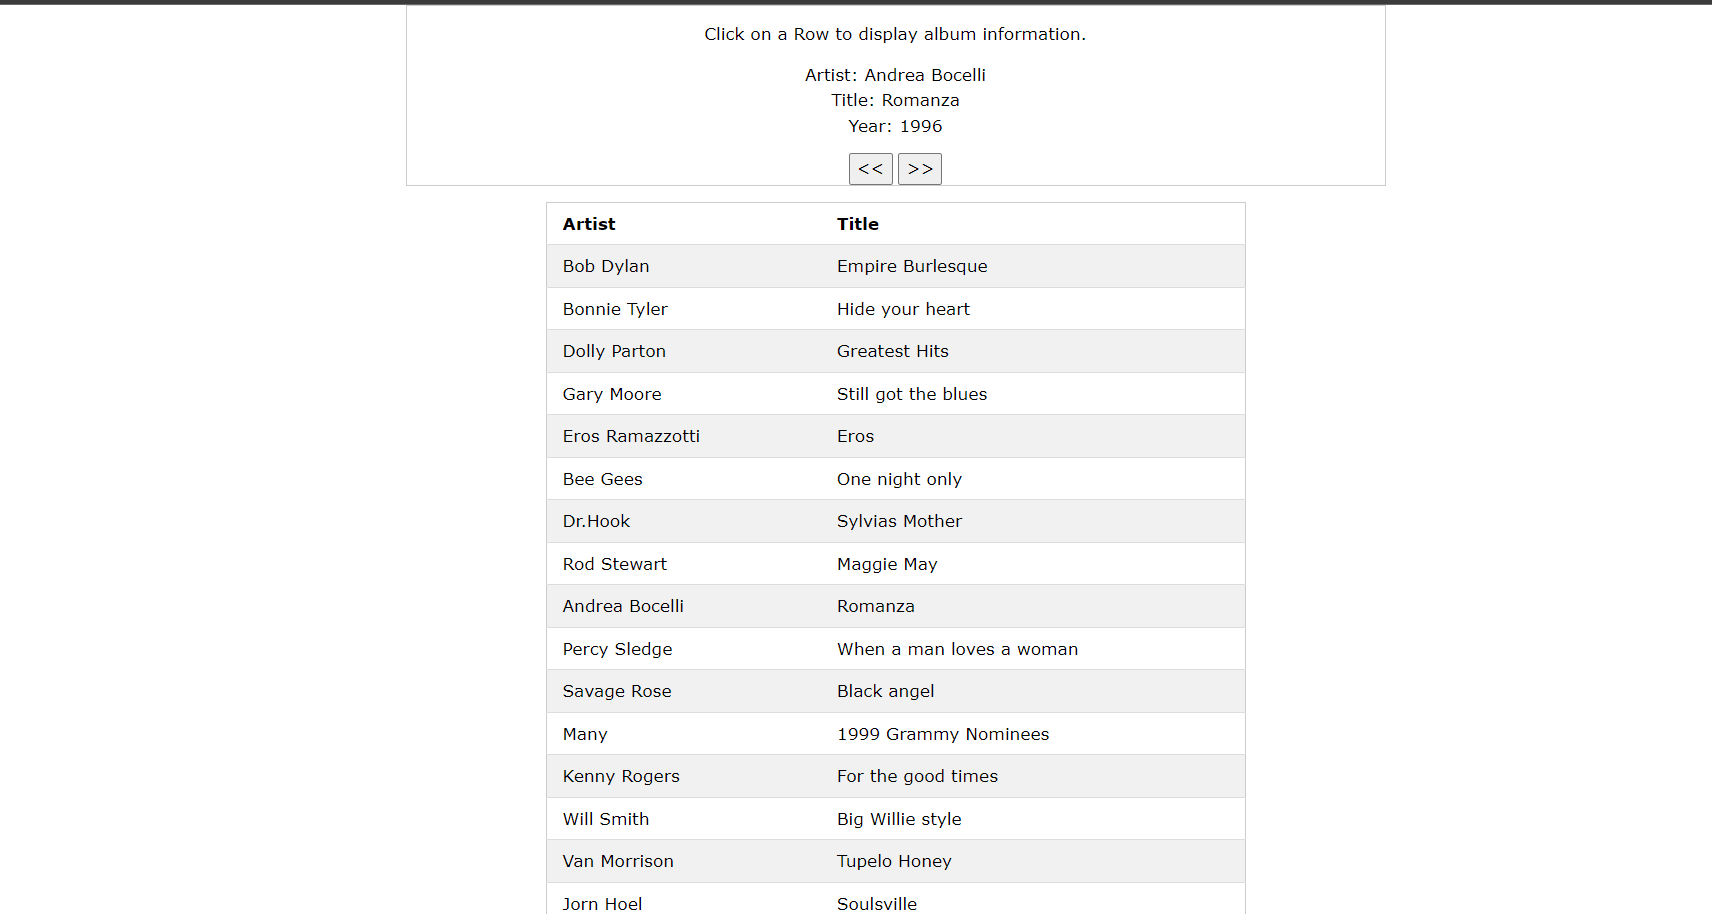 Click on a Row to display album information.
Artist: Andrea Bocelli
Title: Romanza
Year: 1996
<< >>
Artist Title
Bob Dylan Empire Burlesque
Bonnie Tyler Hide your heart
Dolly Parton Greatest Hits
Gary Moore Still got the blues
Eros Ramazzotti Eros
Bee Gees One night only
Dr.Hook Sylvias Mother
Rod Stewart Maggie May
Andrea Bocelli Romanza
Percy Sledge When a man loves a woman
Savage Rose Black angel
Many 1999 Grammy Nominees
Kenny Rogers For the good times
Will Smith Big Willie style
Van Morrison Tupelo Honey
Jorn Hoel Soulsville